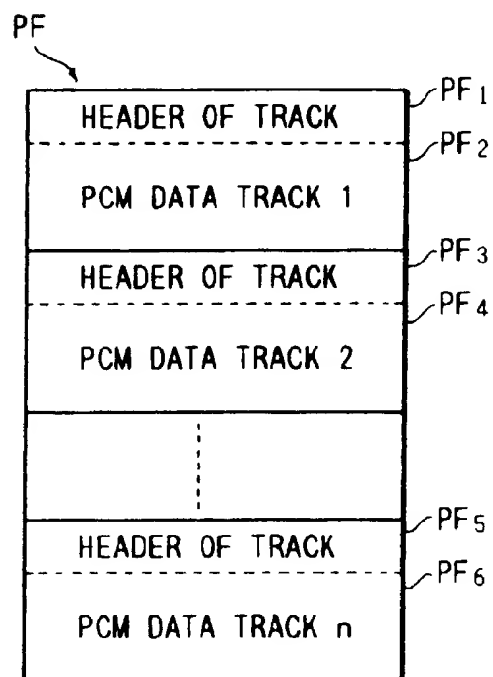 PF
PF1
HEADER OF TRACK
PF2
PCM DATA TRACK 1
PF3
HEADER OF TRACK
PF4
PCM DATA TRACK 2
PF5
HEADER OF TRACK
PF6
PCM DATA TRACK n